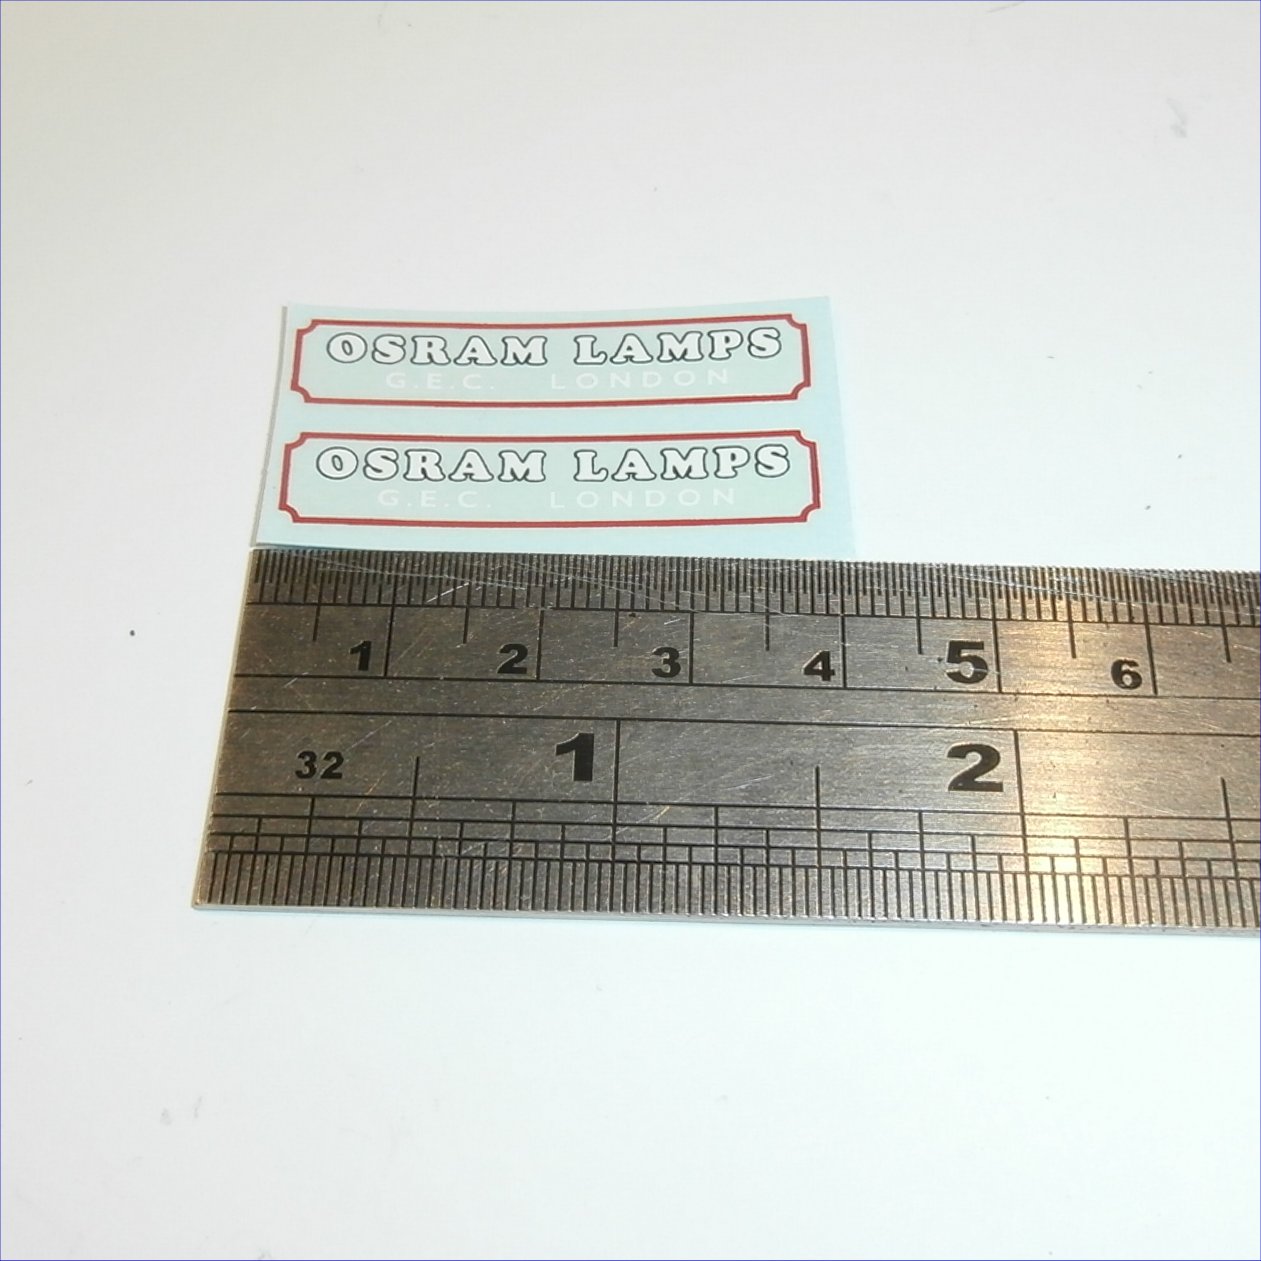 OSRAM LAMPS
G.E.C. LONDON
OSRAM LAMPS
G.E.C. LONDON
1 2 3 4 5 6
32 1 2